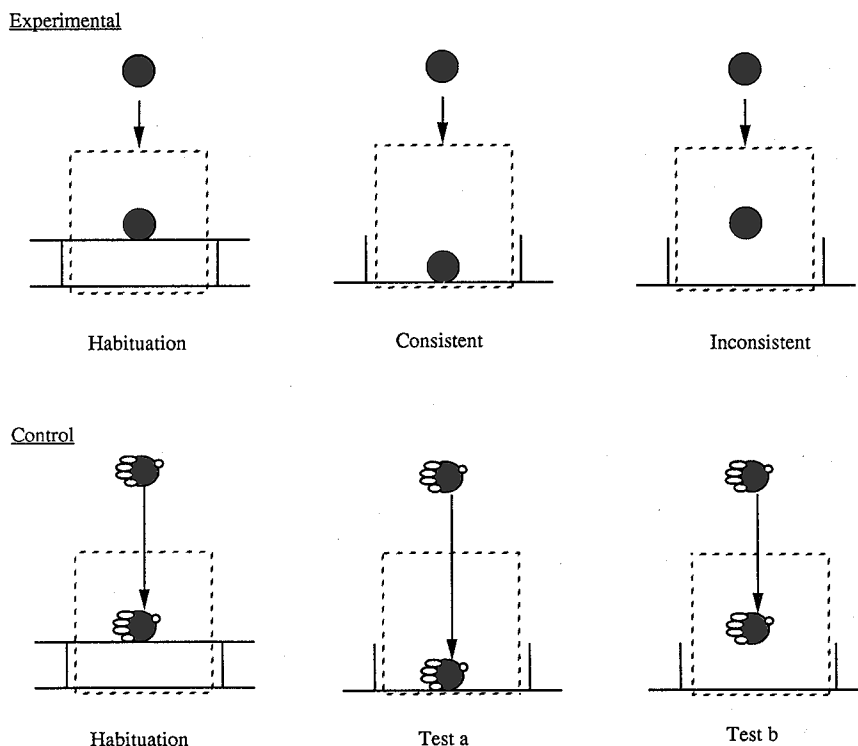 Experimental
Habituation Consistent Inconsistent
Control
Habituation Test a Test b